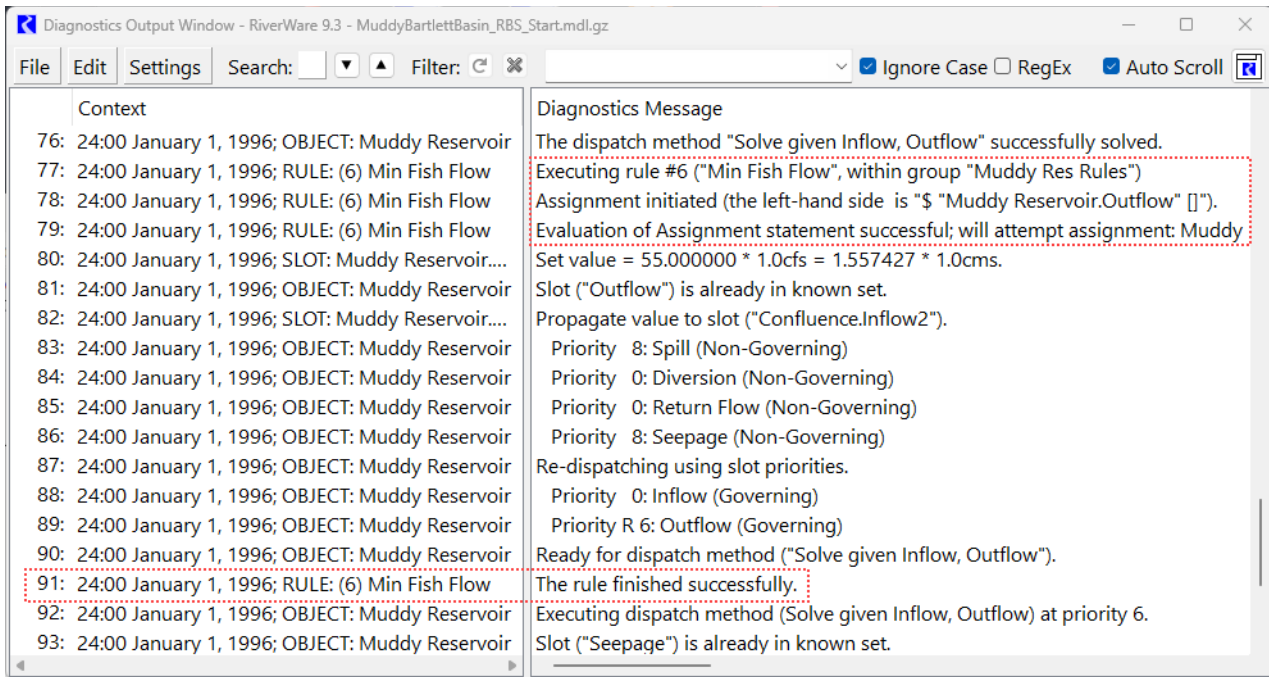 Diagnostics Output Window - RiverWare 9.3 - MuddyBartlettBasin_RBS_Start.mdl.gz
File Edit Settings Search: Filter: Ignore Case RegEx Auto Scroll
Context Diagnostics Message
76: 24:00 January 1, 1996; OBJECT: Muddy Reservoir The dispatch method "Solve given Inflow, Outflow" successfully solved.
77: 24:00 January 1, 1996; RULE: (6) Min Fish Flow Executing rule #6 ("Min Fish Flow", within group "Muddy Res Rules")
78: 24:00 January 1, 1996; RULE: (6) Min Fish Flow Assignment initiated (the left-hand side is "$ "Muddy Reservoir.Outflow" []").
79: 24:00 January 1, 1996; RULE: (6) Min Fish Flow Evaluation of Assignment statement successful; will attempt assignment: Muddy
80: 24:00 January 1, 1996; SLOT: Muddy Reservoir.... Set value = 55.000000 * 1.0cfs = 1.557427 * 1.0cms.
81: 24:00 January 1, 1996; OBJECT: Muddy Reservoir Slot ("Outflow") is already in known set.
82: 24:00 January 1, 1996; SLOT: Muddy Reservoir.... Propagate value to slot ("Confluence.Inflow2").
83: 24:00 January 1, 1996; OBJECT: Muddy Reservoir Priority 8: Spill (Non-Governing)
84: 24:00 January 1, 1996; OBJECT: Muddy Reservoir Priority 0: Diversion (Non-Governing)
85: 24:00 January 1, 1996; OBJECT: Muddy Reservoir Priority 0: Return Flow (Non-Governing)
86: 24:00 January 1, 1996; OBJECT: Muddy Reservoir Priority 8: Seepage (Non-Governing)
87: 24:00 January 1, 1996; OBJECT: Muddy Reservoir Re-dispatching using slot priorities.
88: 24:00 January 1, 1996; OBJECT: Muddy Reservoir Priority 0: Inflow (Governing)
89: 24:00 January 1, 1996; OBJECT: Muddy Reservoir Priority R 6: Outflow (Governing)
90: 24:00 January 1, 1996; OBJECT: Muddy Reservoir Ready for dispatch method ("Solve given Inflow, Outflow").
91: 24:00 January 1, 1996; RULE: (6) Min Fish Flow The rule finished successfully.
92: 24:00 January 1, 1996; OBJECT: Muddy Reservoir Executing dispatch method (Solve given Inflow, Outflow) at priority 6.
93: 24:00 January 1, 1996; OBJECT: Muddy Reservoir Slot ("Seepage") is already in known set.